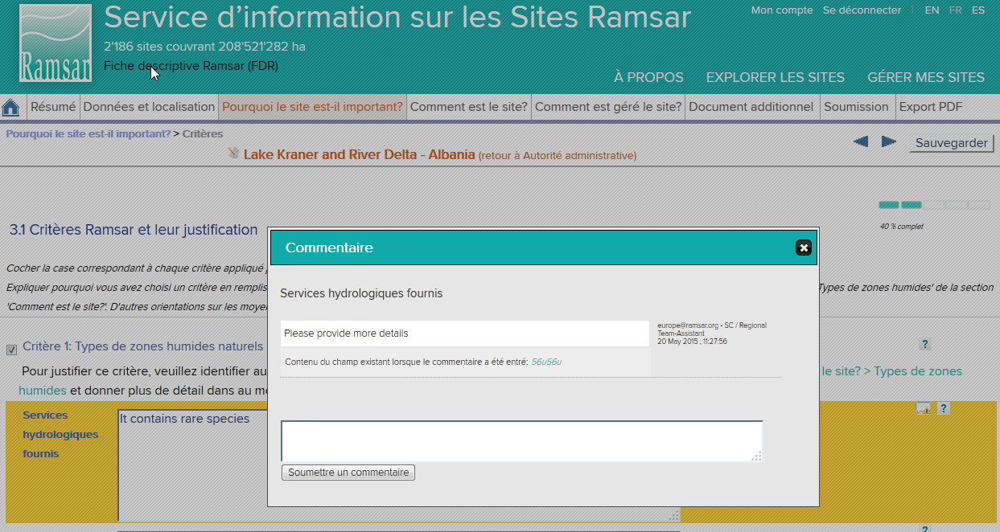 Ramsar
Service d'information sur les Sites Ramsar
2'186 sites couvrant 208'521'282 ha
Fiche descriptive Ramsar (FDR)
Mon compte Se déconnecter EN FR ES
À PROPOS EXPLORER LES SITES GÉRER MES SITES
Résumé Données et localisation Pourquoi le site est-il important? Comment est le site? Comment est géré le site? Document additionnel Soumission Export PDF
Pourquoi le site est-il important? > Critères
Lake Kraner and River Delta - Albania (retour à Autorité administrative)
Sauvegarder
40 % complet
3.1 Critères Ramsar et leur justification
Cocher la case correspondant à chaque critère appliqué
Expliquer pourquoi vous avez choisi un critère en remplis Types de zones humides' de la section
'Comment est le site?'. D'autres orientations sur les moye
Critère 1: Types de zones humides naturels ?
Pour justifier ce critère, veuillez identifier au le site? > Types de zones
humides et donner plus de détail dans au m
Services
hydrologiques
fournis
It contains rare species
?
Commentaire
Services hydrologiques fournis
Please provide more details
europe@ramsar.org - SC / Regional
Team-Assistant
20 May 2015 , 11:27:56
Contenu du champ existant lorsque le commentaire a été entré: 56u56u
Soumettre un commentaire
?